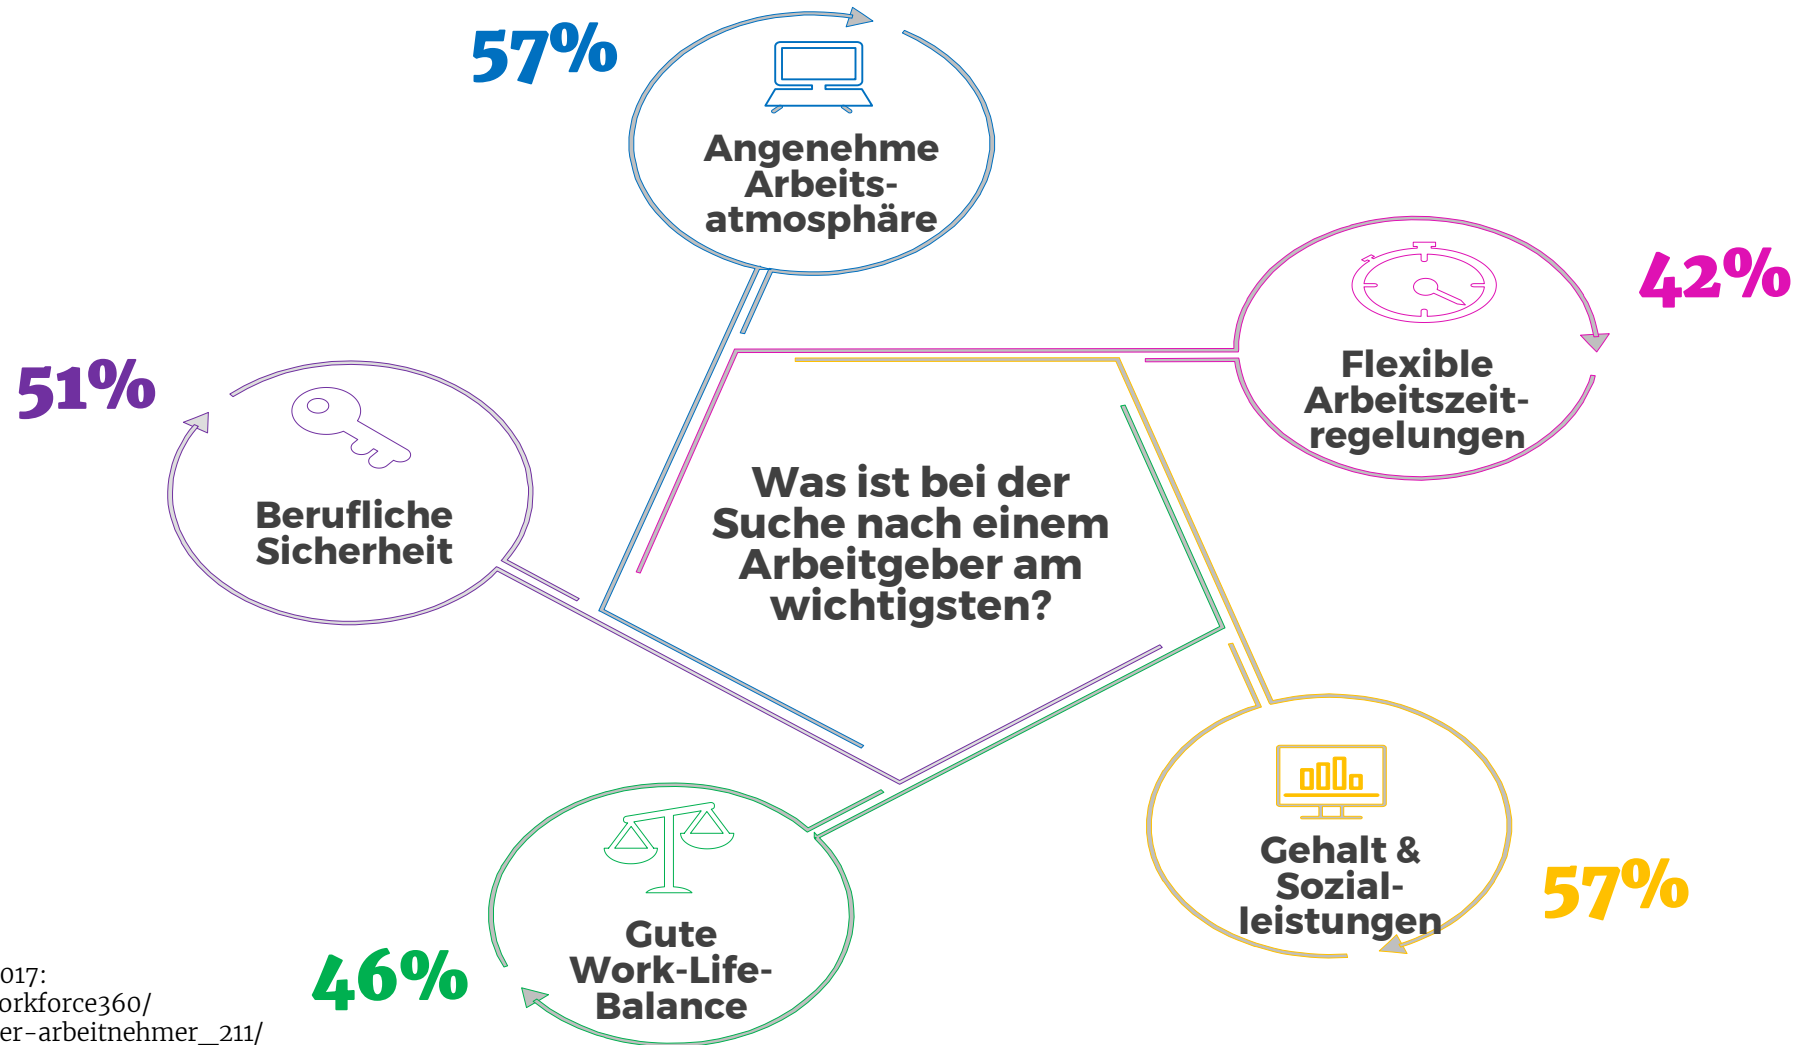 57%
Angenehme
Arbeits-
atmosphäre
42%
Flexible
Arbeitszeit-
regelungen
51%
Berufliche
Sicherheit
Was ist bei der
Suche nach einem
Arbeitgeber am
wichtigsten?
Gehalt &
Sozial-
leistungen
57%
46%
Gute
Work-Life-
Balance
017:
orkforce360/
er-arbeitnehmer_211/